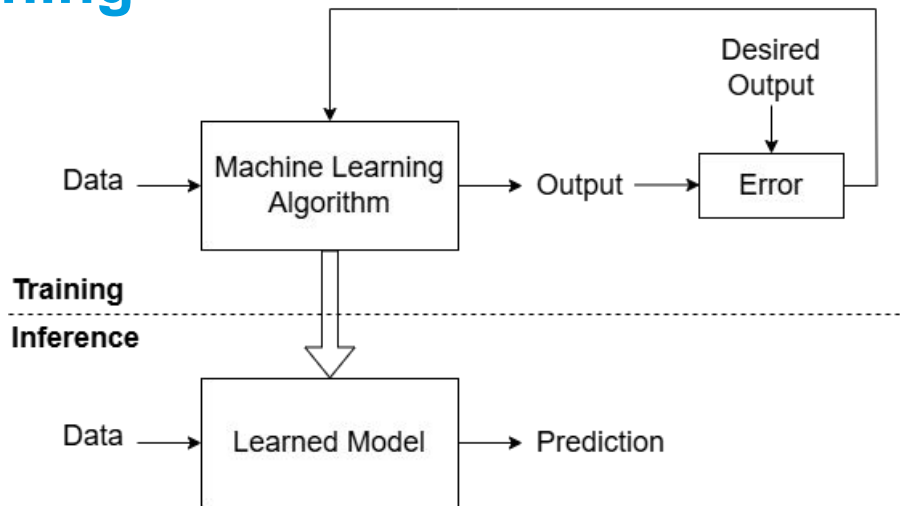 Desired
Output
Data
Machine Learning
Algorithm
Output
Error
Training
Inference
Data
Learned Model
Prediction